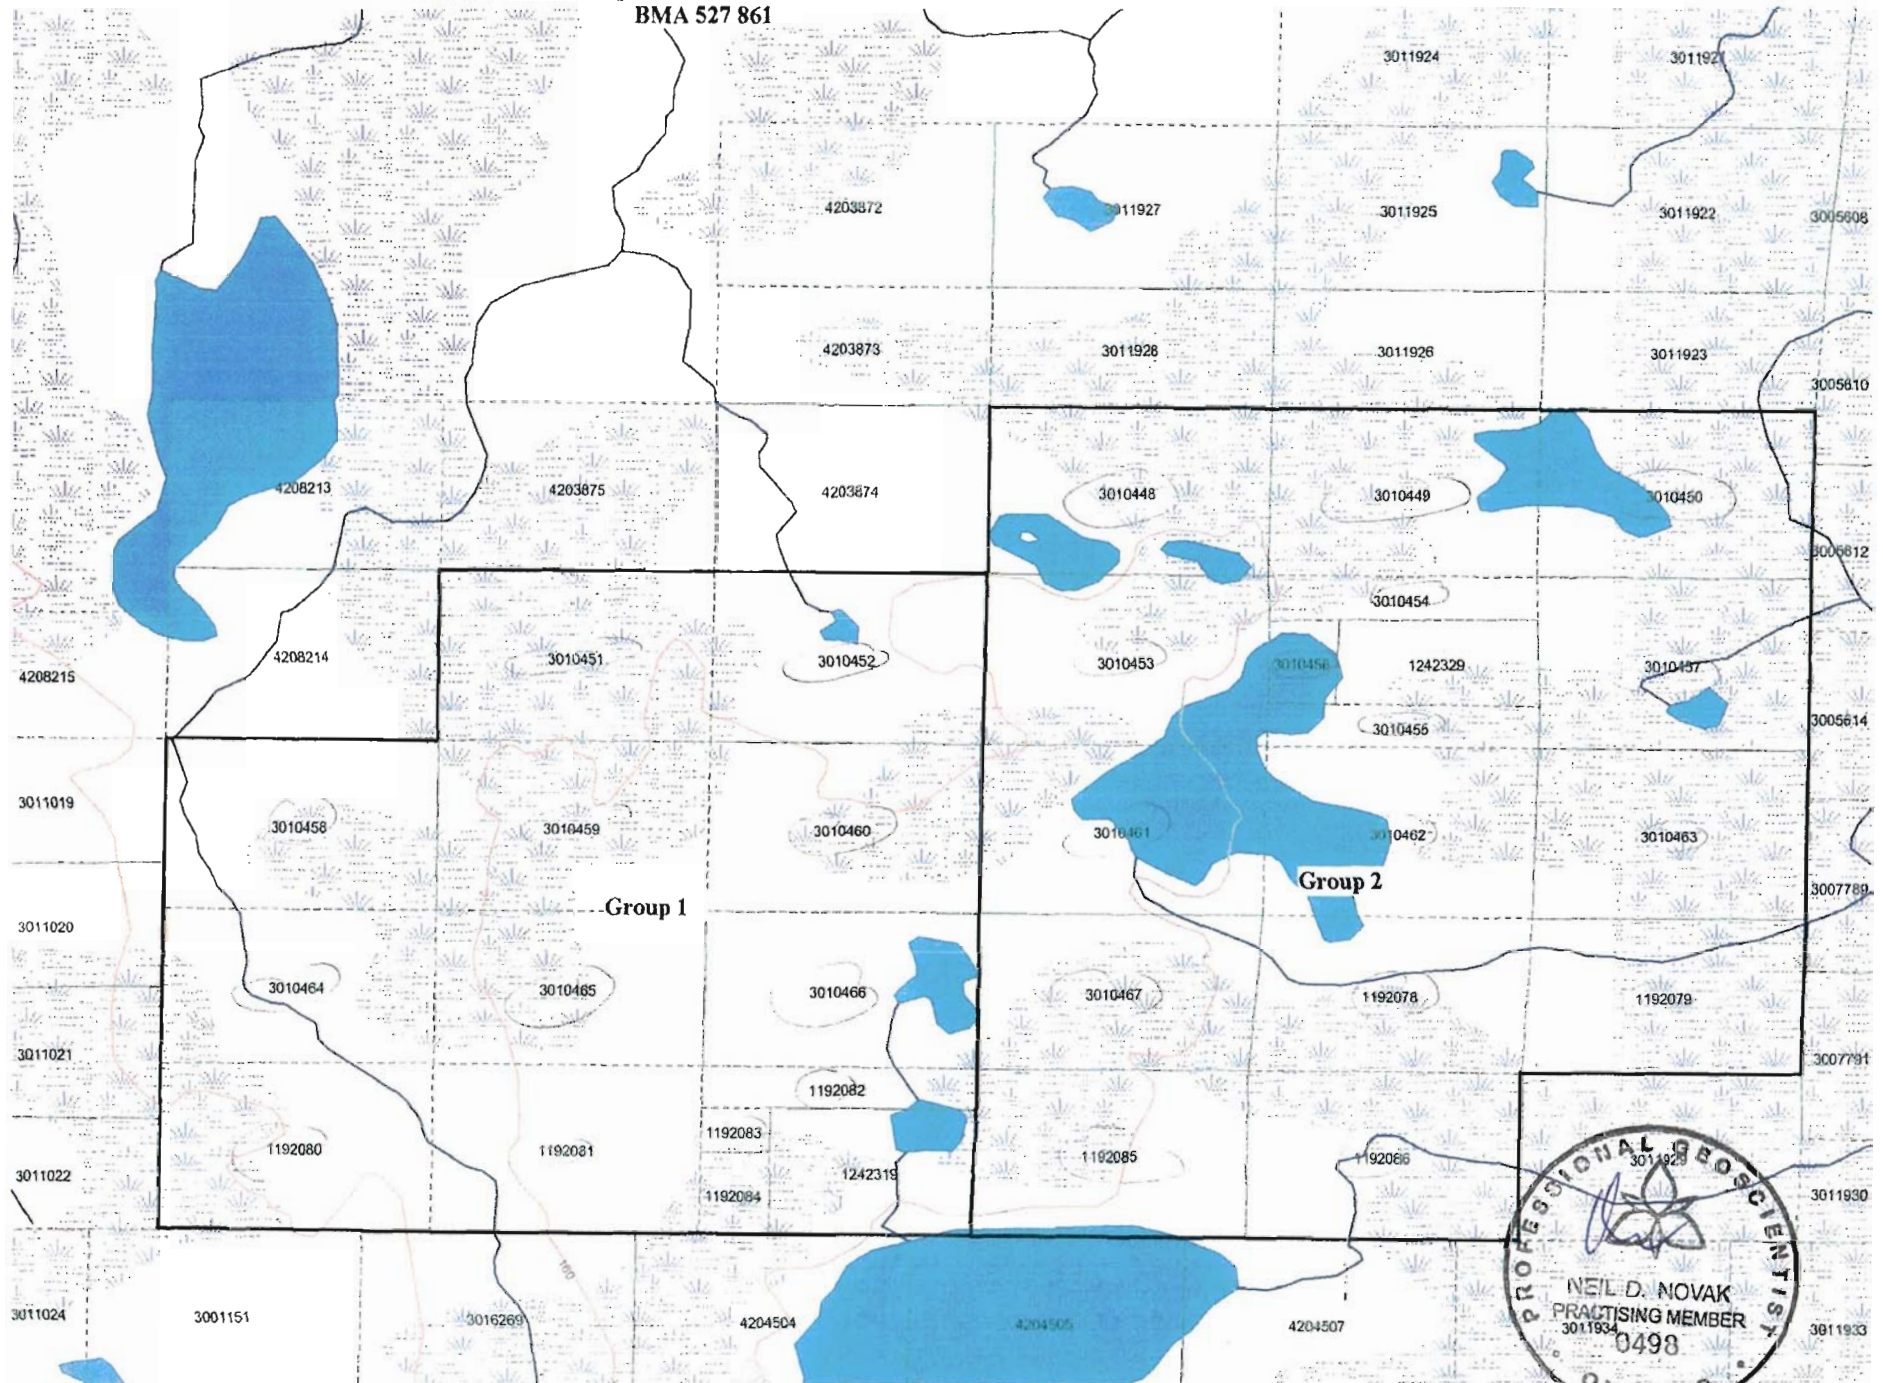 BMA 527 861
3011924 3011921
4203872 3011927 3011925 3011922 3005608
4203873 3011928 3011926 3011923
3005610
4208213 4203875 4203874 3010448 3010449 3010450
3005612
3010454
4208215 4208214 3010451 3010452 3010453 3010456 1242329 3010457
3010455 3005614
3011019 3010458 3010459 3010460 3010461 3010462 3010463
Group 2
3007789
Group 1
3011020
3010464 3010465 3010466 3010467 1192078 1192079
3011021 3007791
1192082
1192083
1192080 1192081 1192085 1192086 3011929
3011022 1242319
1192084 3011930
160
3011024 3001151 3016269 4204504 4204505 4204507 3011934 3011933
PROFESSIONAL GEOSCIENTIST
NEIL D. NOVAK
PRACTISING MEMBER
0498